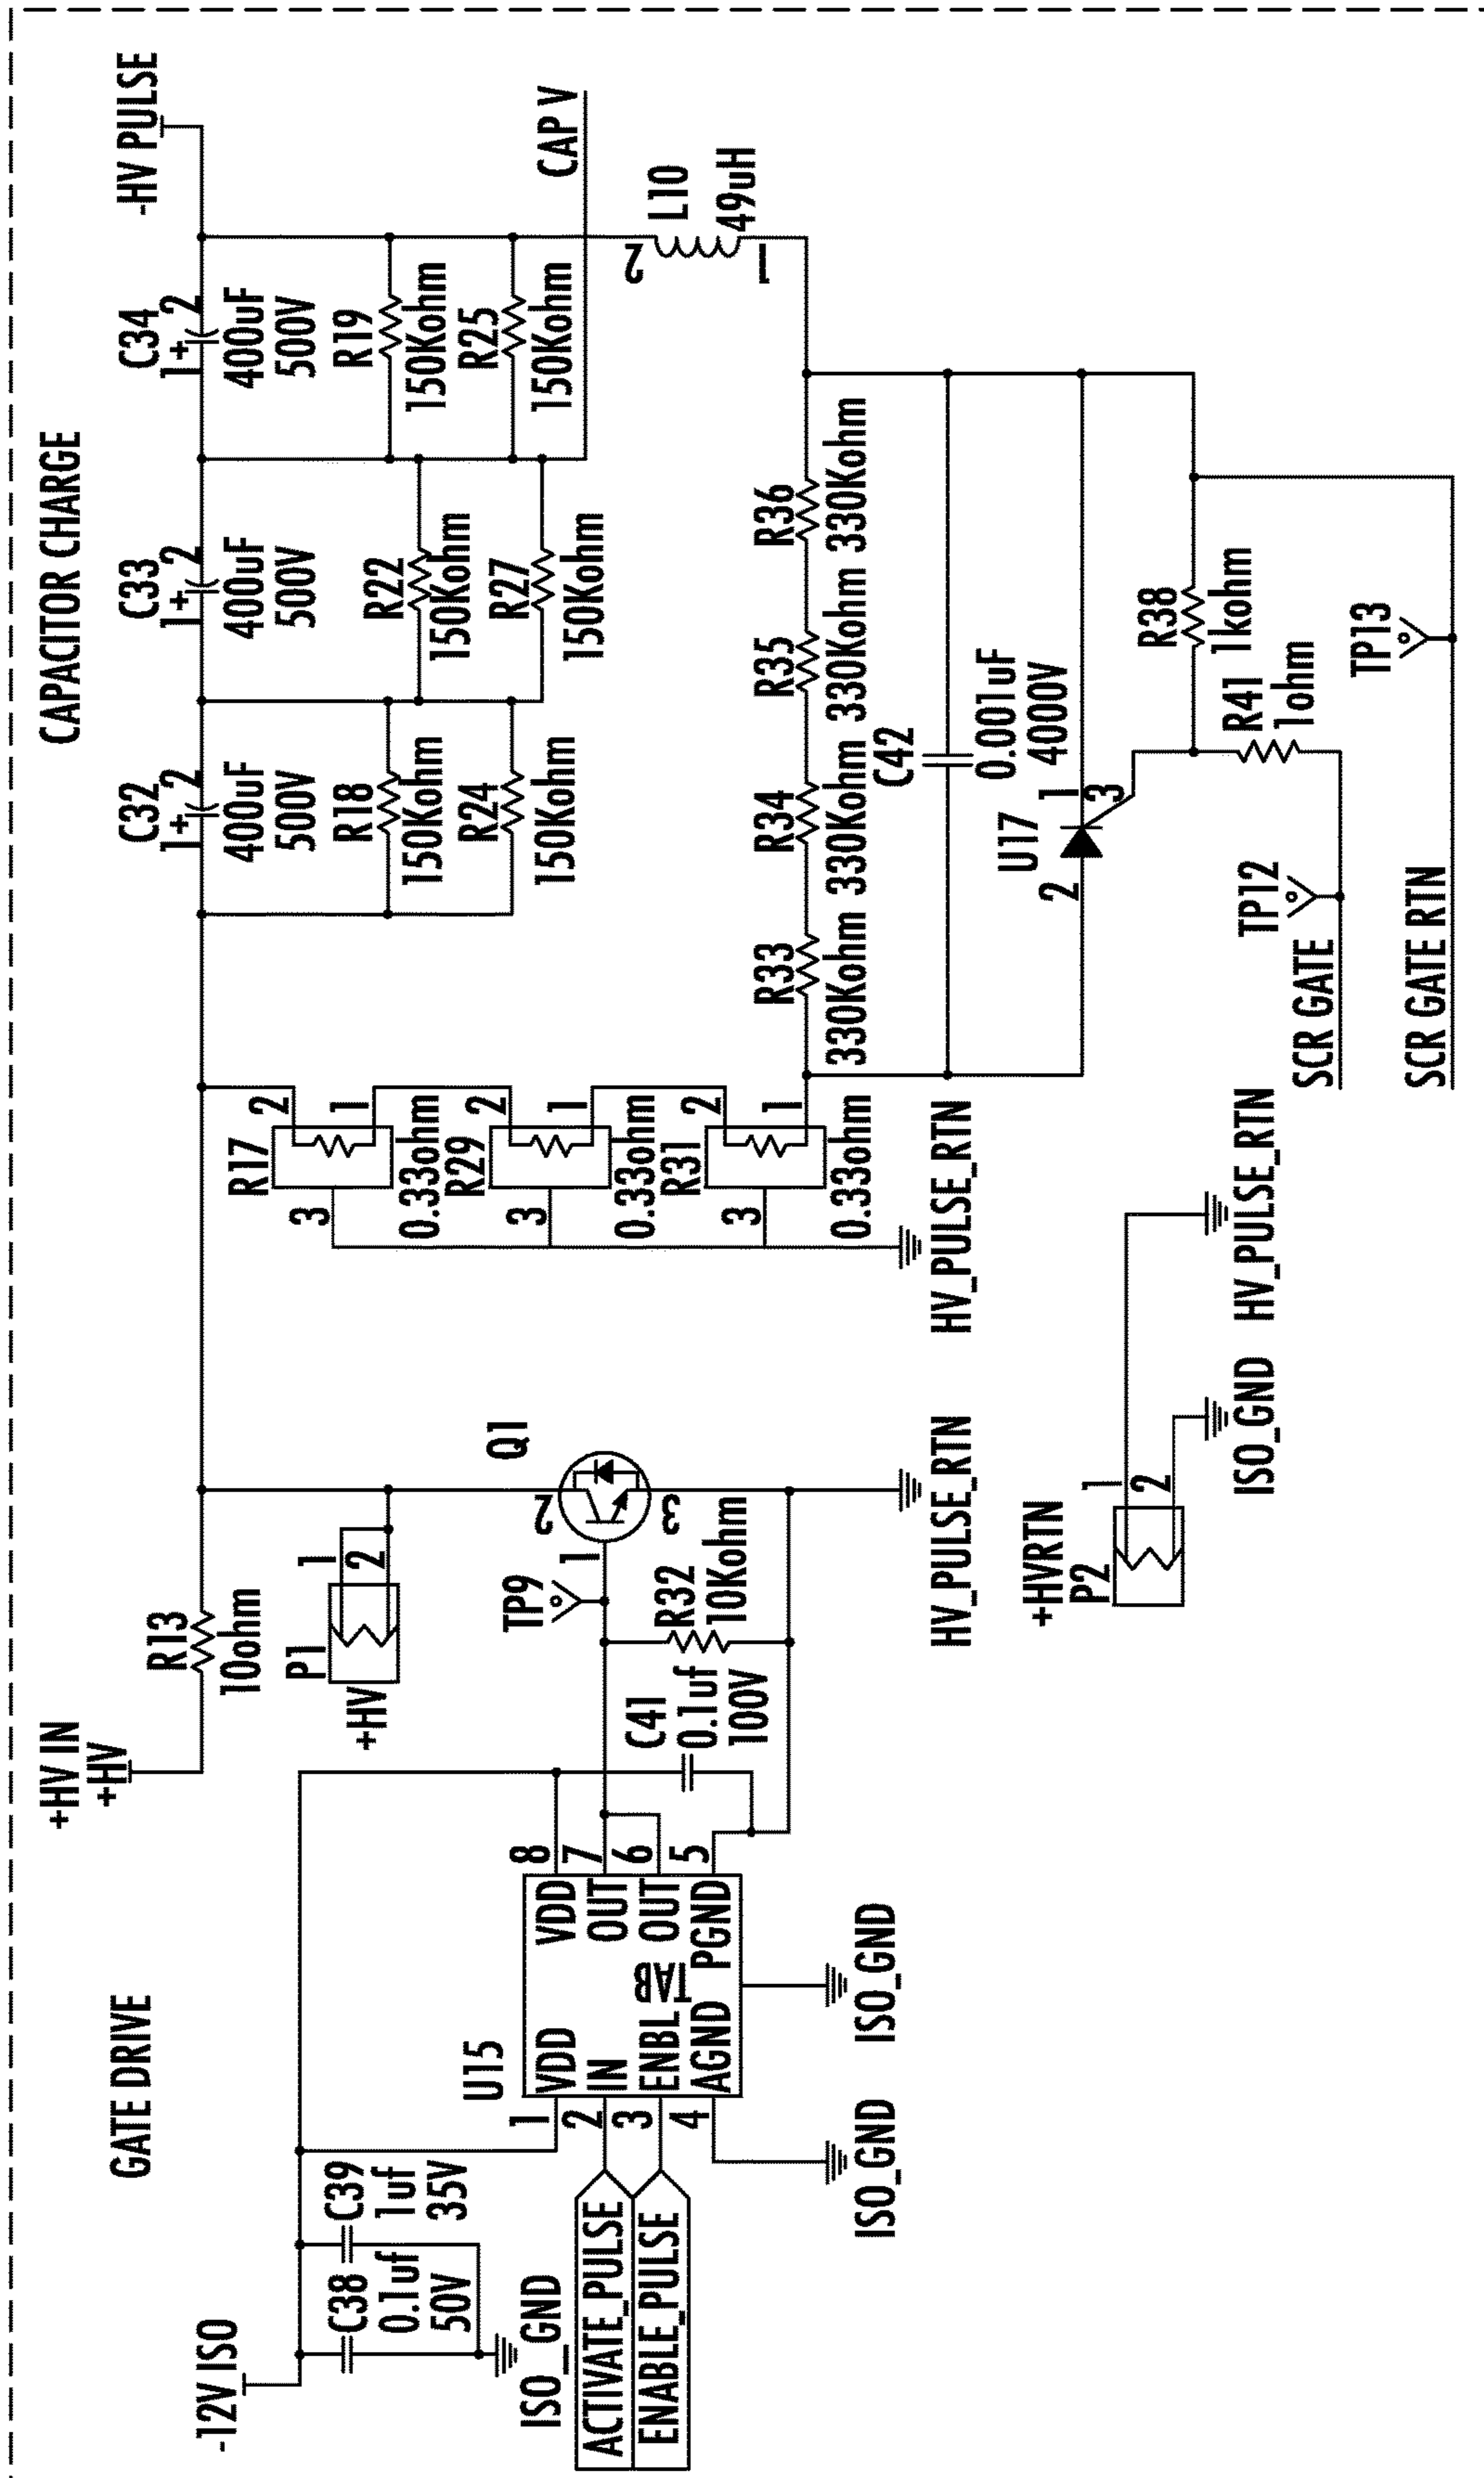 CAPACITOR CHARGE
GATE DRIVE
-12V ISO
C38
0.1uf
50V
C39
1uf
35V
ISO_GND
ACTIVATE_PULSE
ENABLE_PULSE
U15
1
2
3
4
VDD
IN
ENBL
AGND
TAB
VDD
OUT
OUT
PGND
8
7
6
5
ISO_GND
ISO_GND
+HV IN
+HV
R13
10ohm
P1
+HV
1
2
C41
0.1uf
100V
TP9
R32
10Kohm
Q1
1
2
3
HV_PULSE_RTN
+HVRTN
P2
1
2
ISO_GND
HV_PULSE_RTN
R17
2
1
3
0.33ohm
R29
2
1
3
0.33ohm
R31
2
1
3
0.33ohm
HV_PULSE_RTN
C32
1+
2
400uF
500V
R18
150Kohm
R24
150Kohm
C33
1+
2
400uF
500V
R22
150Kohm
R27
150Kohm
C34
1+
2
400uF
500V
R19
150Kohm
R25
150Kohm
-HV PULSE
CAP V
L10
49uH
2
1
R33
330Kohm
R34
330Kohm
R35
330Kohm
R36
330Kohm
C42
0.001uF
4000V
U17
2
1
3
R38
1kohm
R41
1ohm
TP12
SCR GATE
TP13
SCR GATE RTN